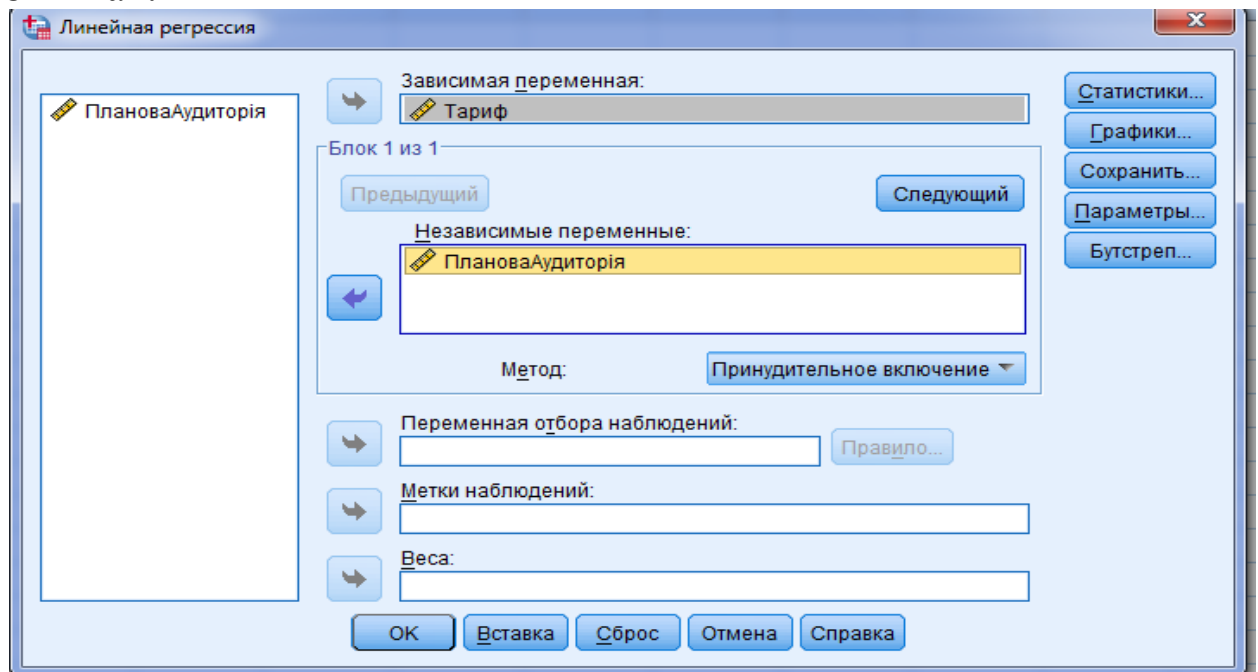 Линейная регрессия
ПлановаАудиторія
Зависимая переменная:
Тариф
Блок 1 из 1
Предыдущий
Следующий
Независимые переменные:
ПлановаАудиторія
Метод:
Принудительное включение
Переменная отбора наблюдений:
Правило...
Метки наблюдений:
Веса:
Статистики...
Графики...
Сохранить...
Параметры...
Бутстреп...
ОК
Вставка
Сброс
Отмена
Справка